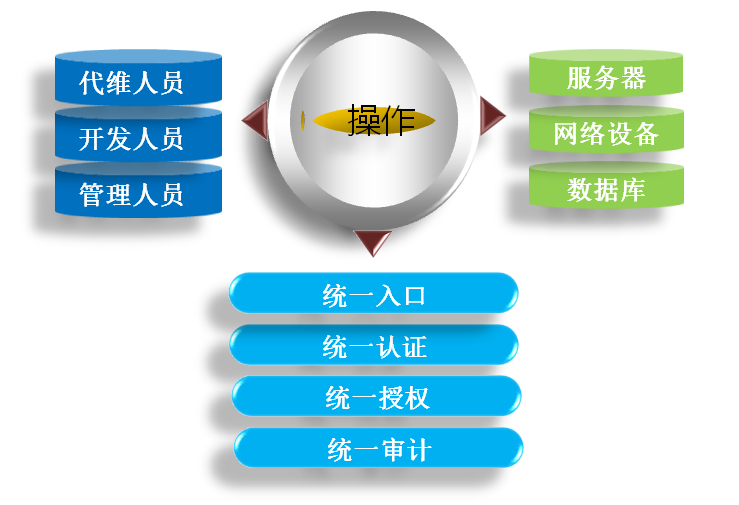 代维人员
开发人员
管理人员
操作
服务器
网络设备
数据库
统一入口
统一认证
统一授权
统一审计